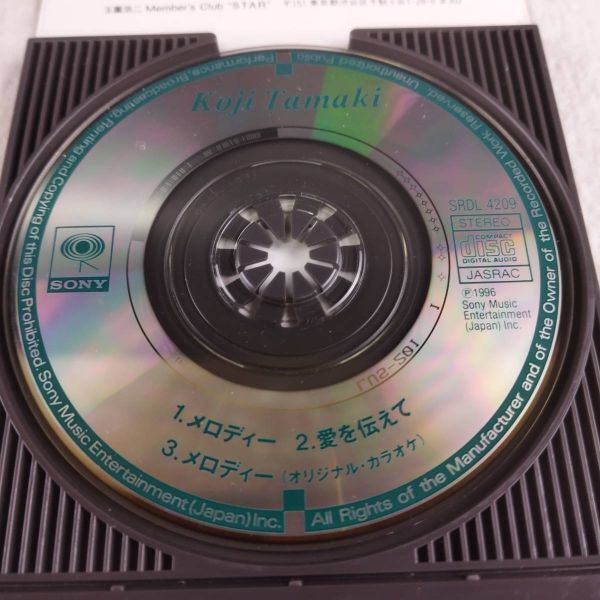 玉置浩二 Member's Club "STAR"
Koji Tamaki
SONY
SRDL 4209
STEREO
COMPACT
disc
DIGITAL AUDIO
JASRAC
℗1996
Sony Music
Entertainment
(Japan) Inc.
1.メロディー 2.愛を伝えて
3.メロディー(オリジナル・カラオケ)
All Rights of the Manufacturer and of the Owner of the Recorded Work Reserved. Unauthorized Public Performance, Broadcasting, Renting and Copying of this Disc Prohibited. Sony Music Entertainment (Japan) Inc.